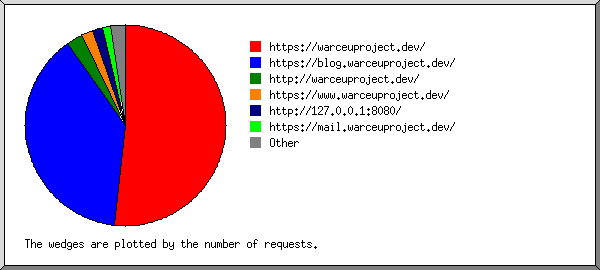 https://warceuproject.dev/
https://blog.warceuproject.dev/
http://warceuproject.dev/
https://www.warceuproject.dev/
http://127.0.0.1:8080/
https://mail.warceuproject.dev/
Other
The wedges are plotted by the number of requests.